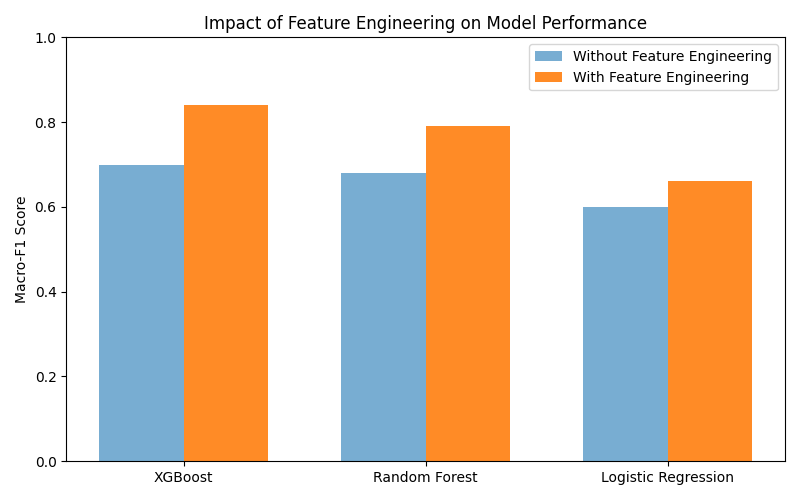 Impact of Feature Engineering on Model Performance
Without Feature Engineering
With Feature Engineering
Macro-F1 Score
1.0
0.8
0.6
0.4
0.2
0.0
XGBoost
Random Forest
Logistic Regression